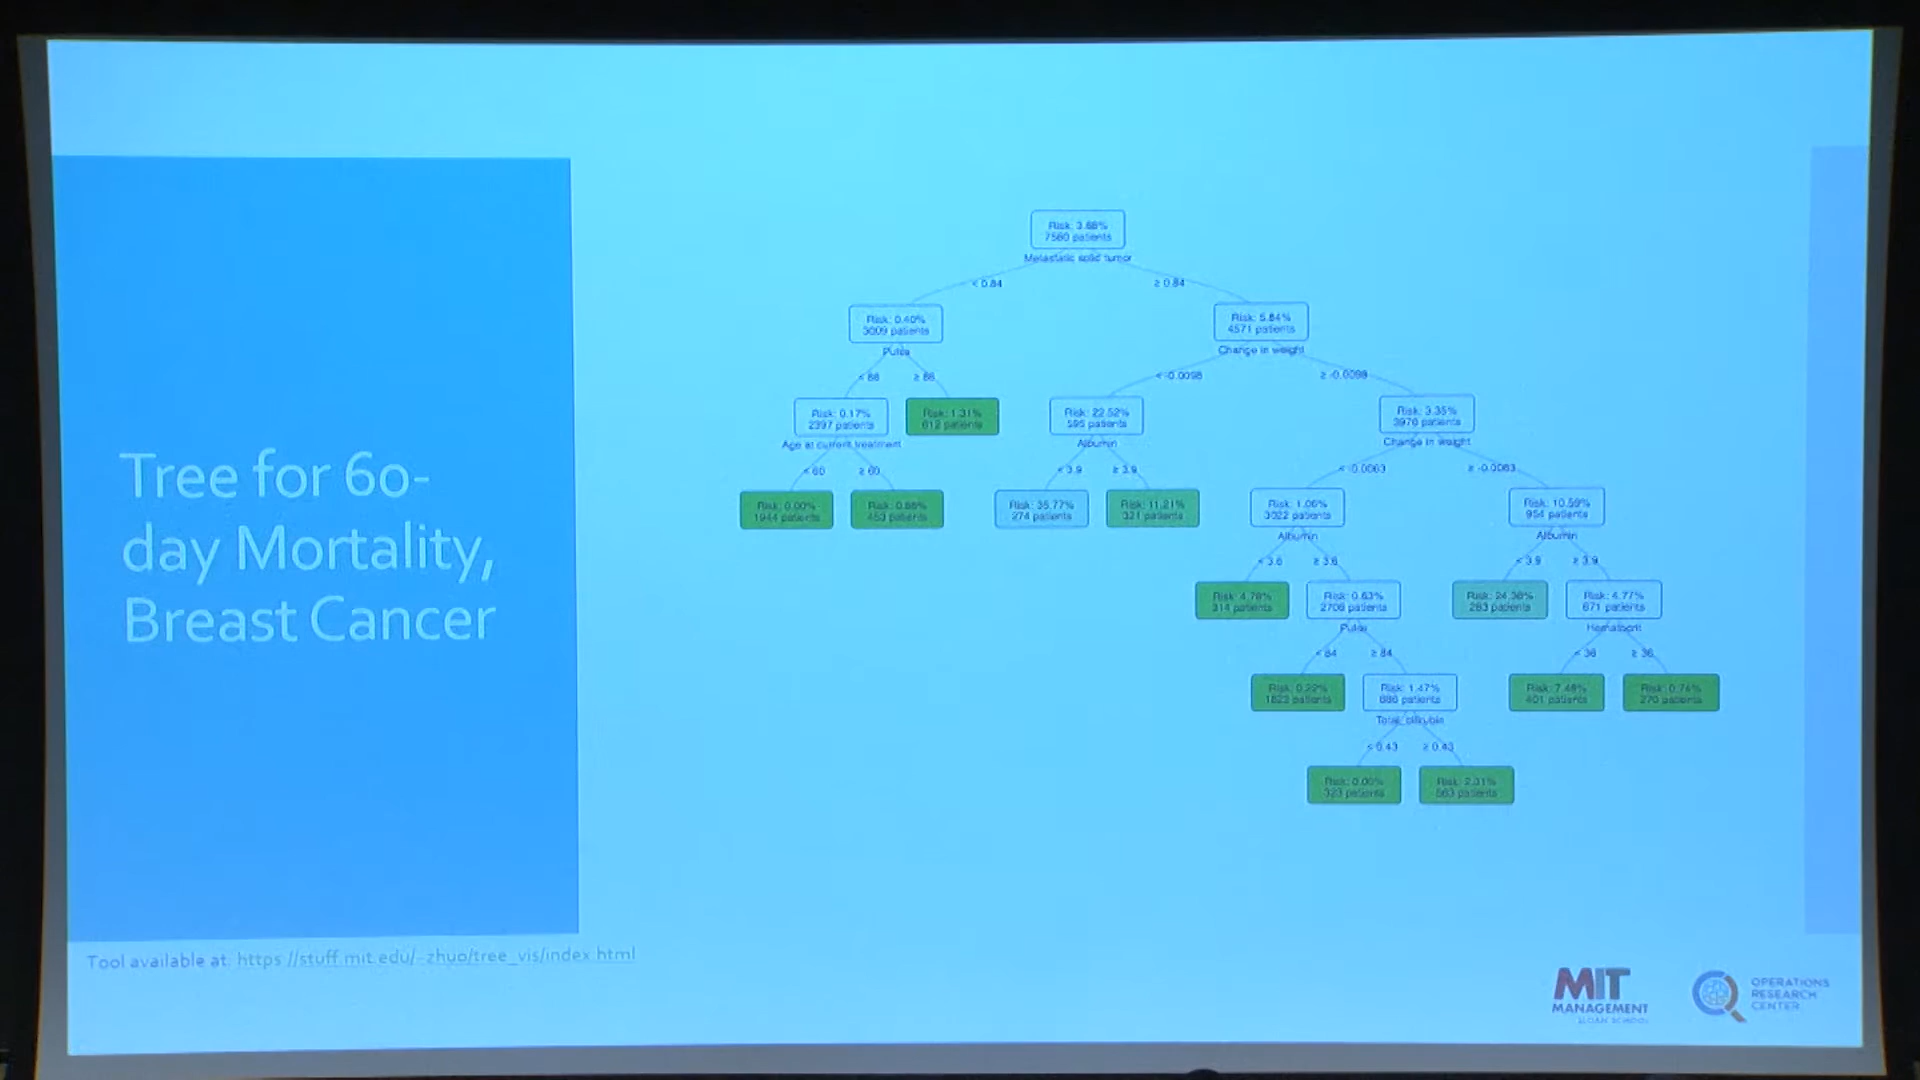 Tree for 60-
day Mortality,
Breast Cancer
Risk: 3.68%
7580 patients
Metastatic solid tumor
< 0.84
≥ 0.84
Risk: 0.40%
3009 patients
Pulse
Risk: 5.84%
4571 patients
Change in weight
< 88
≥ 88
< -0.0098
≥ -0.0098
Risk: 0.17%
2397 patients
Age at current treatment
Risk: 1.31%
612 patients
Risk: 22.52%
595 patients
Albumin
Risk: 3.35%
3976 patients
Change in weight
< 60
≥ 60
< 3.9
≥ 3.9
< -0.0063
≥ -0.0063
Risk: 0.00%
1944 patients
Risk: 0.88%
453 patients
Risk: 35.77%
274 patients
Risk: 11.21%
321 patients
Risk: 1.06%
3022 patients
Albumin
Risk: 10.59%
954 patients
Albumin
< 3.6
≥ 3.6
< 3.9
≥ 3.9
Risk: 4.78%
314 patients
Risk: 0.63%
2708 patients
Pulse
Risk: 24.38%
283 patients
Risk: 4.77%
671 patients
Hematocrit
< 84
≥ 84
< 36
≥ 36
Risk: 0.22%
1822 patients
Risk: 1.47%
886 patients
Risk: 7.48%
401 patients
Risk: 0.74%
270 patients
< 0.43
≥ 0.43
Risk: 0.00%
323 patients
Risk: 2.31%
563 patients
Tool available at: https://stuff.mit.edu/~zhuo/tree_vis/index.html
MIT
MANAGEMENT
SLOAN SCHOOL
OPERATIONS
RESEARCH
CENTER